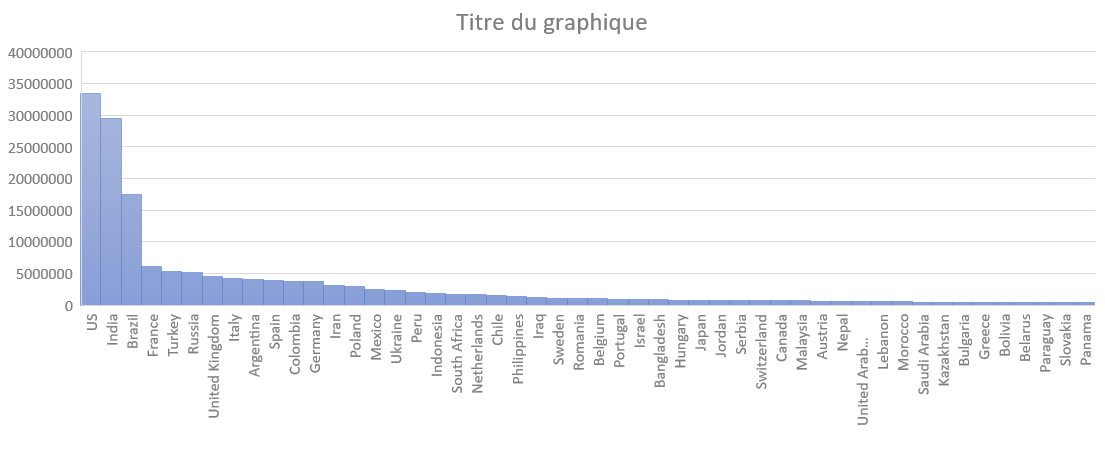 Titre du graphique
40000000
35000000
30000000
25000000
20000000
15000000
10000000
5000000
0
US
India
Brazil
France
Turkey
Russia
United Kingdom
Italy
Argentina
Spain
Colombia
Germany
Iran
Poland
Mexico
Ukraine
Peru
Indonesia
South Africa
Netherlands
Chile
Philippines
Iraq
Sweden
Romania
Belgium
Portugal
Israel
Bangladesh
Hungary
Japan
Jordan
Serbia
Switzerland
Canada
Malaysia
Austria
Nepal
United Arab...
Lebanon
Morocco
Saudi Arabia
Kazakhstan
Bulgaria
Greece
Bolivia
Belarus
Paraguay
Slovakia
Panama